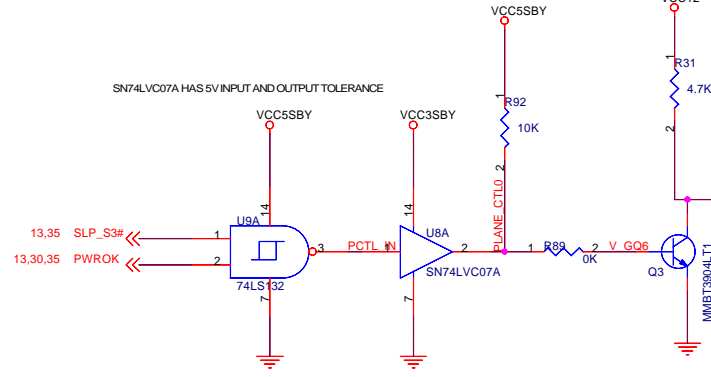 VCC5SBY
R31
4.7K
1
2
SN74LVC07A HAS 5V INPUT AND OUTPUT TOLERANCE
VCC5SBY
VCC3SBY
1
R92
10K
2
PLANE_CTL0
14
U9A
14
U8A
13,35 SLP_S3#
1
3
PCTL_IN
1
2
1
R89
2
V_GQ6
13,30,35 PWROK
2
SN74LVC07A
0K
Q3
MMBT3904LT1
74LS132
7
7